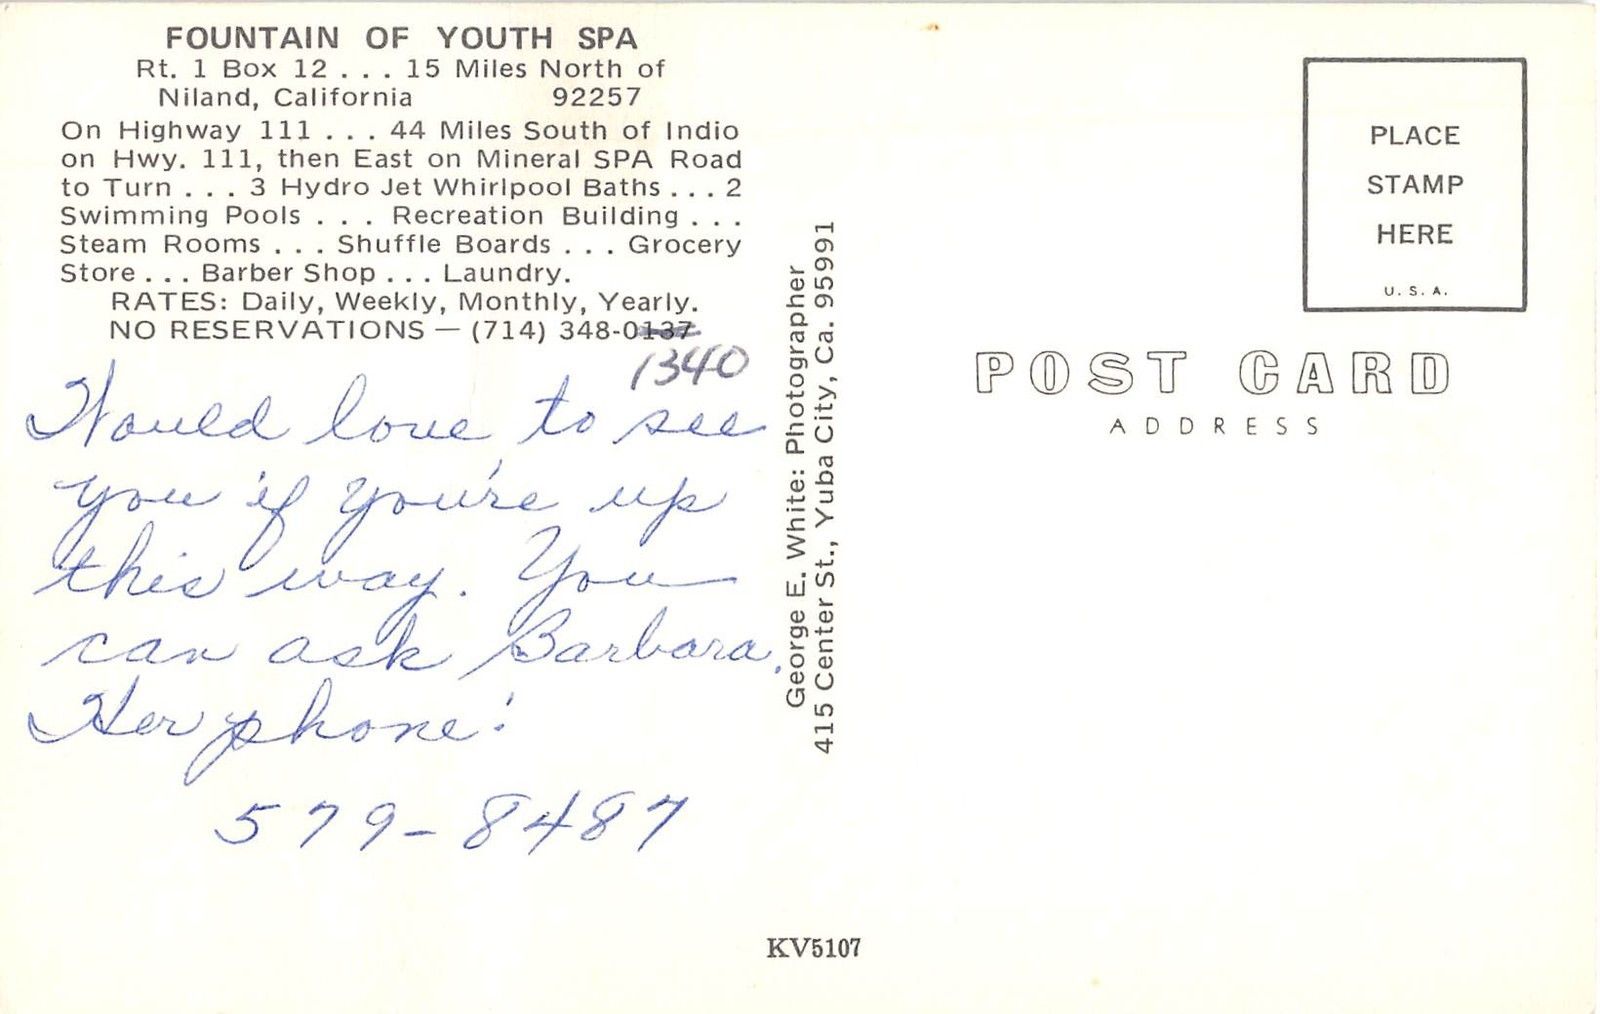 FOUNTAIN OF YOUTH SPA
Rt. 1 Box 12 . . . 15 Miles North of
Niland, California 92257
On Highway 111 . . . 44 Miles South of Indio
on Hwy. 111, then East on Mineral SPA Road
to Turn . . . 3 Hydro Jet Whirlpool Baths . . . 2
Swimming Pools . . . Recreation Building . . .
Steam Rooms . . . Shuffle Boards . . . Grocery
Store . . . Barber Shop . . . Laundry.
RATES: Daily, Weekly, Monthly, Yearly.
NO RESERVATIONS — (714) 348-0137
1340
Would love to see
you if you're up
this way. You
can ask Barbara.
Her phone:
579-8487
George E. White: Photographer
415 Center St., Yuba City, Ca. 95991
KV5107
PLACE
STAMP
HERE
U. S. A.
POST CARD
ADDRESS